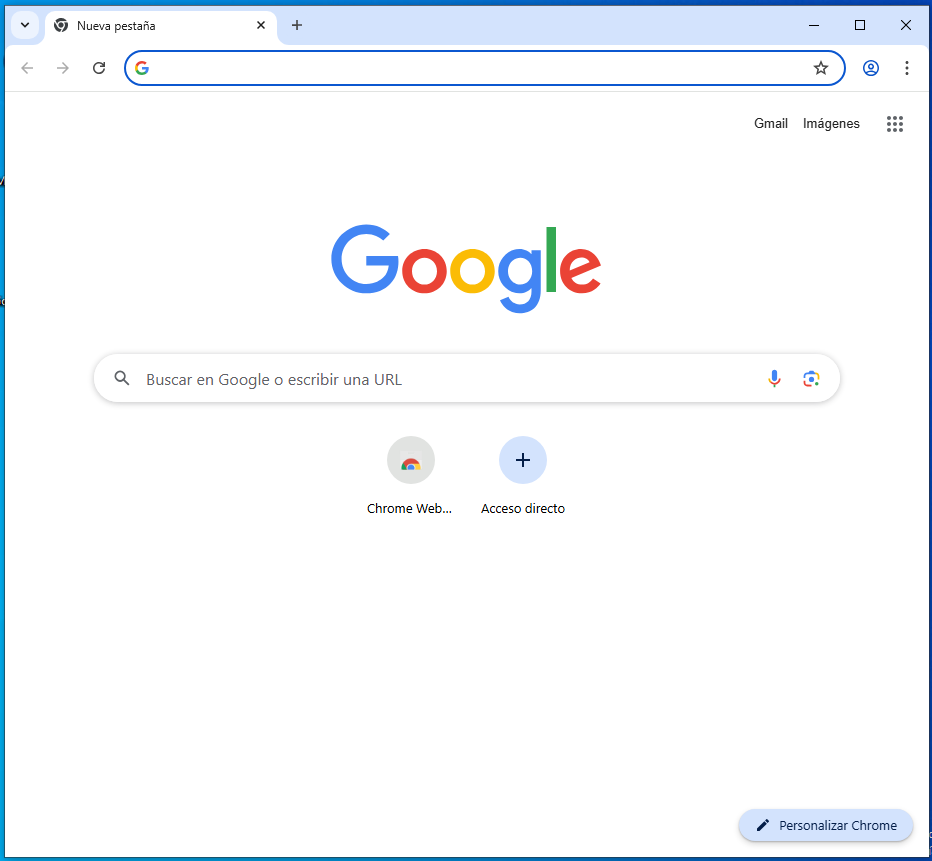 Nueva pestaña
Gmail Imágenes
Google
Buscar en Google o escribir una URL
Chrome Web... Acceso directo
Personalizar Chrome